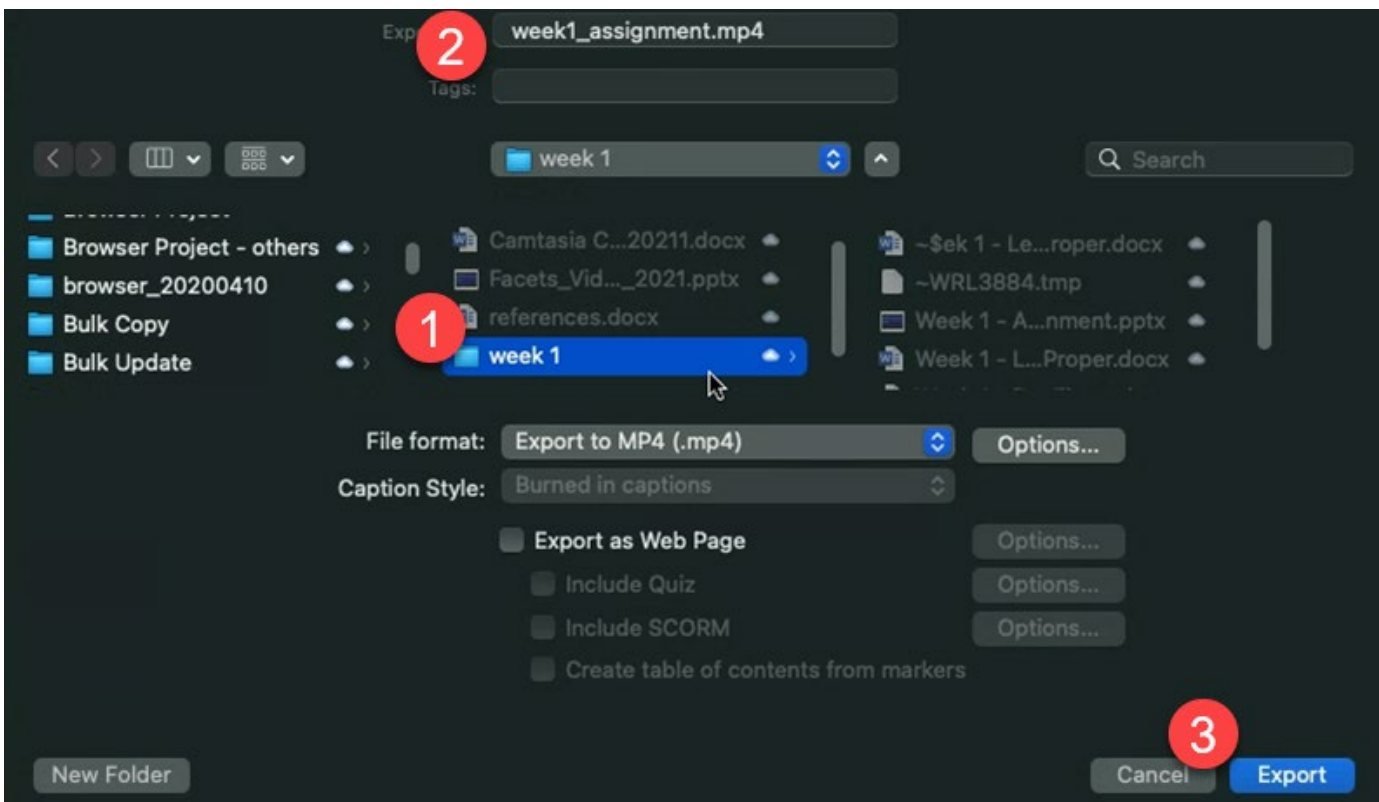 Exp
2
week1_assignment.mp4
Tags:
week 1
Search
Browser Project - others
browser_20200410
Bulk Copy
Bulk Update
Camtasia C...20211.docx
Facets_Vid..._2021.pptx
references.docx
1
week 1
~$ek 1 - Le...roper.docx
~WRL3884.tmp
Week 1 - A...nment.pptx
Week 1 - L...Proper.docx
File format: Export to MP4 (.mp4) Options...
Caption Style: Burned in captions
Export as Web Page Options...
Include Quiz Options...
Include SCORM Options...
Create table of contents from markers
3
New Folder Cancel Export